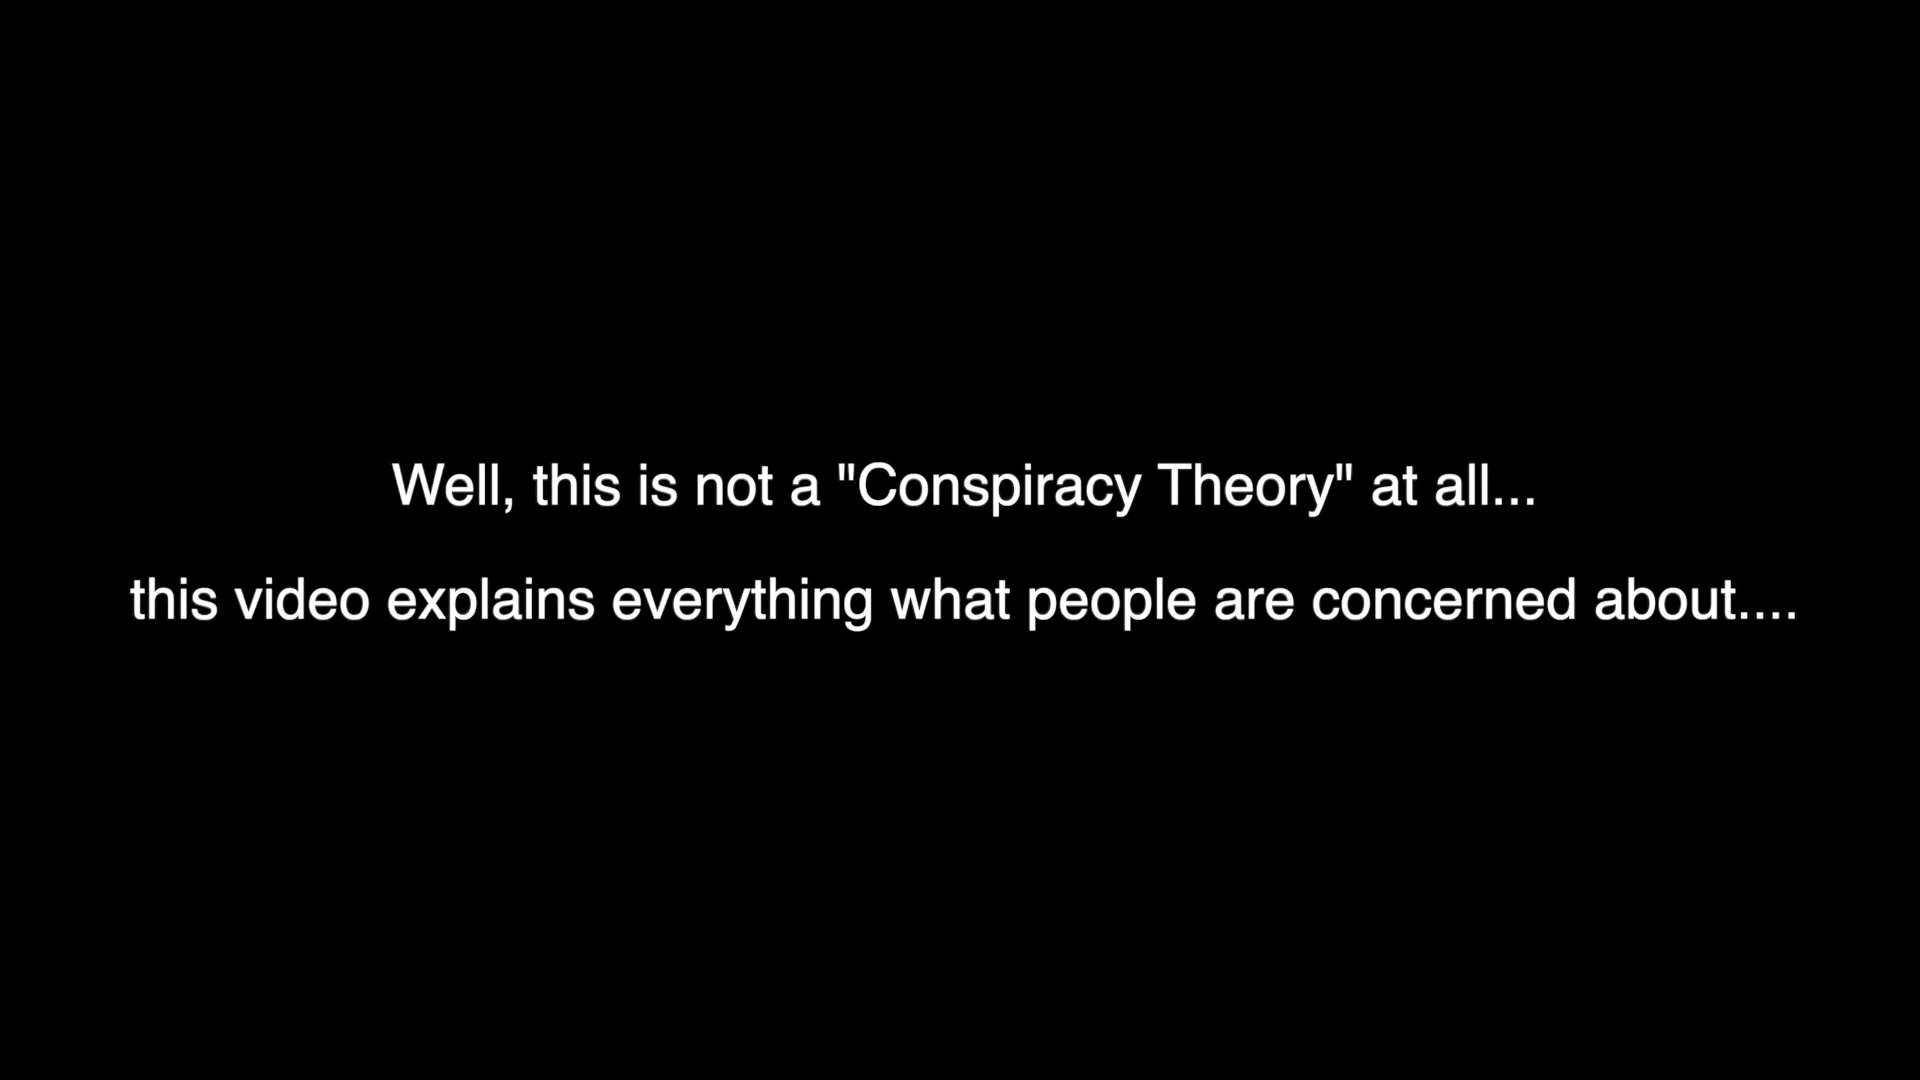 Well, this is not a "Conspiracy Theory" at all...
this video explains everything what people are concerned about....